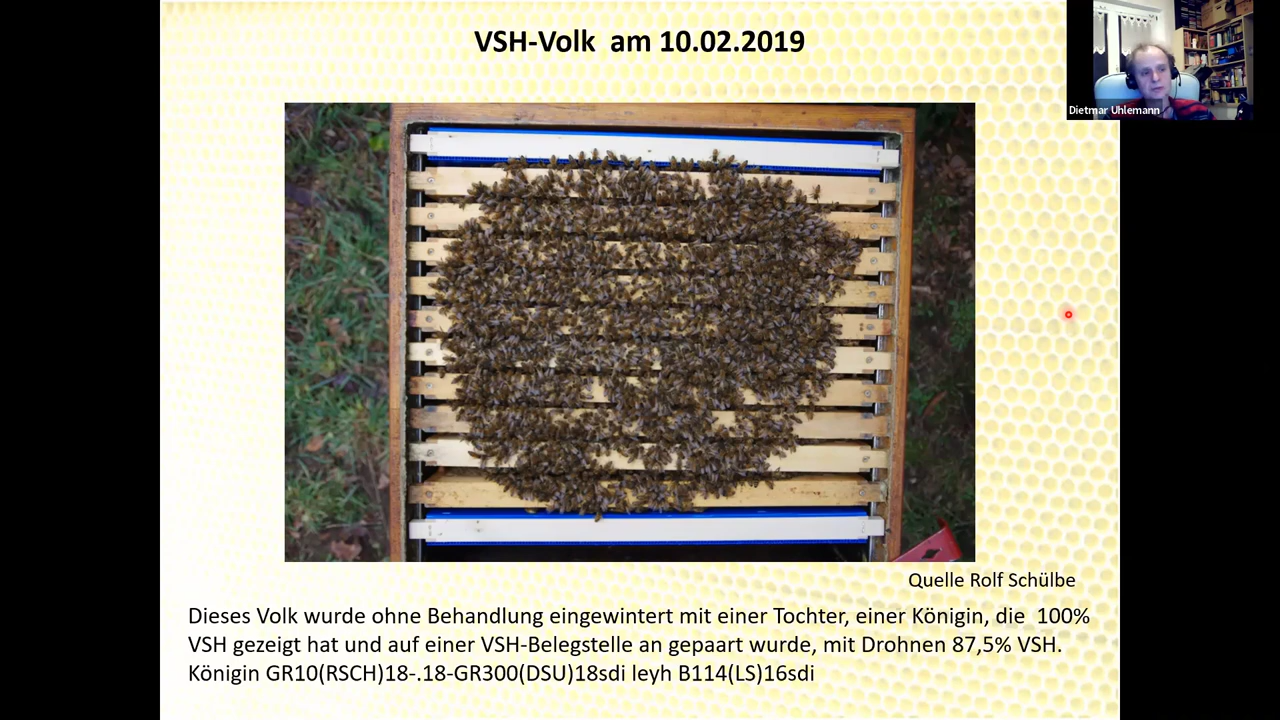 VSH-Volk am 10.02.2019
Dietmar Uhlemann
Quelle Rolf Schülbe
Dieses Volk wurde ohne Behandlung eingewintert mit einer Tochter, einer Königin, die 100%
VSH gezeigt hat und auf einer VSH-Belegstelle an gepaart wurde, mit Drohnen 87,5% VSH.
Königin GR10(RSCH)18-.18-GR300(DSU)18sdi leyh B114(LS)16sdi